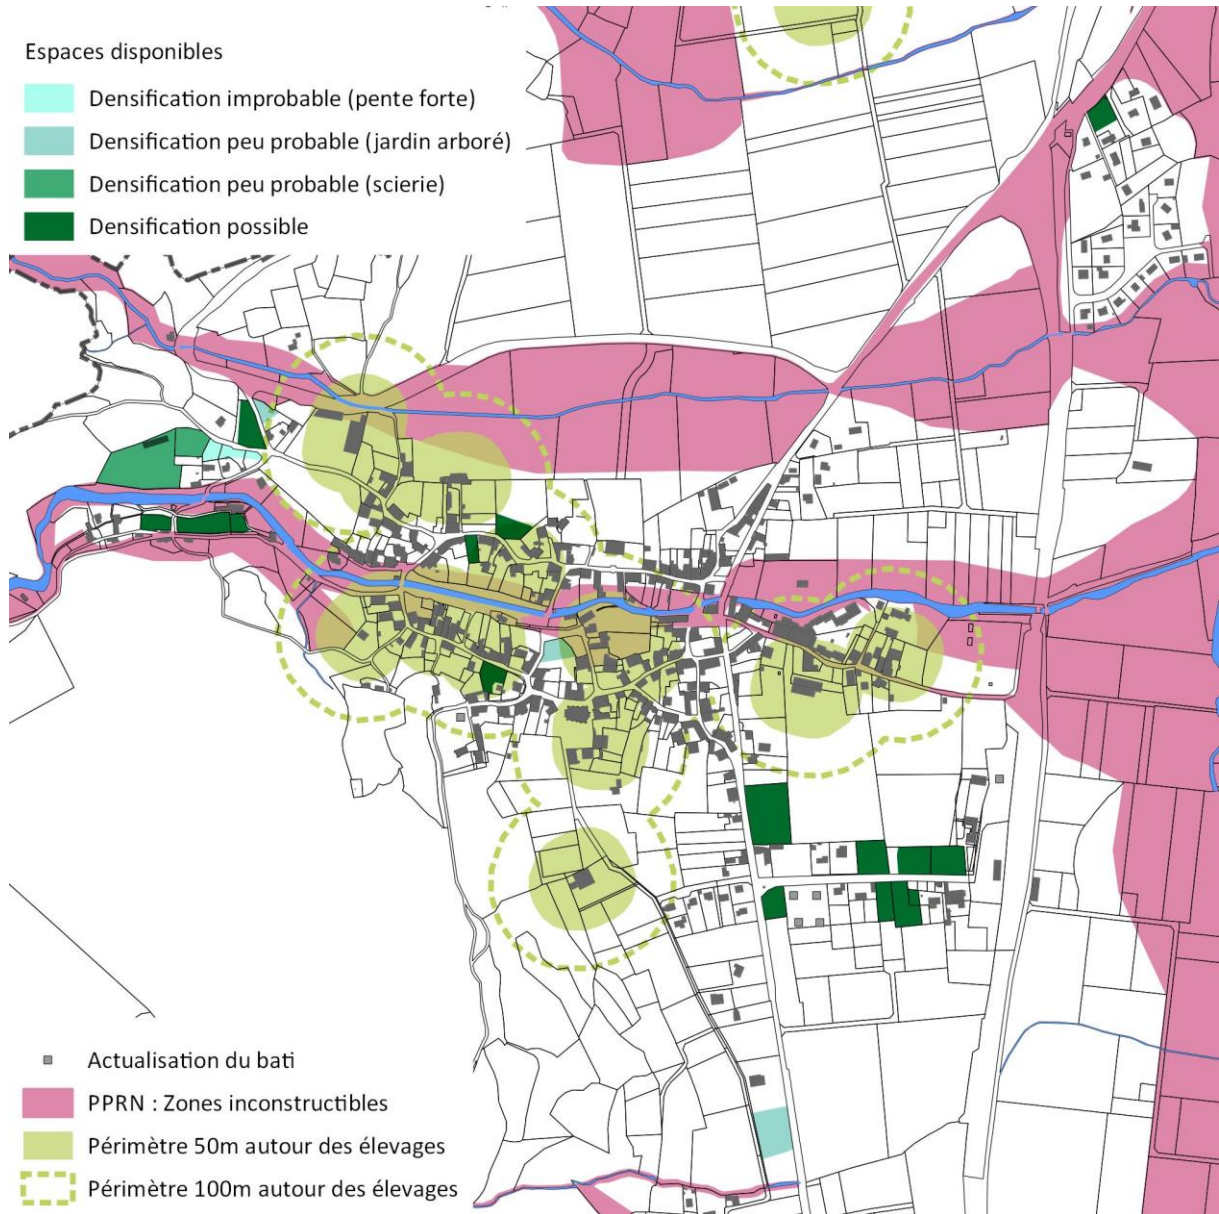 Espaces disponibles
Densification improbable (pente forte)
Densification peu probable (jardin arboré)
Densification peu probable (scierie)
Densification possible
Actualisation du bati
PPRN : Zones inconstructibles
Périmètre 50m autour des élevages
Périmètre 100m autour des élevages